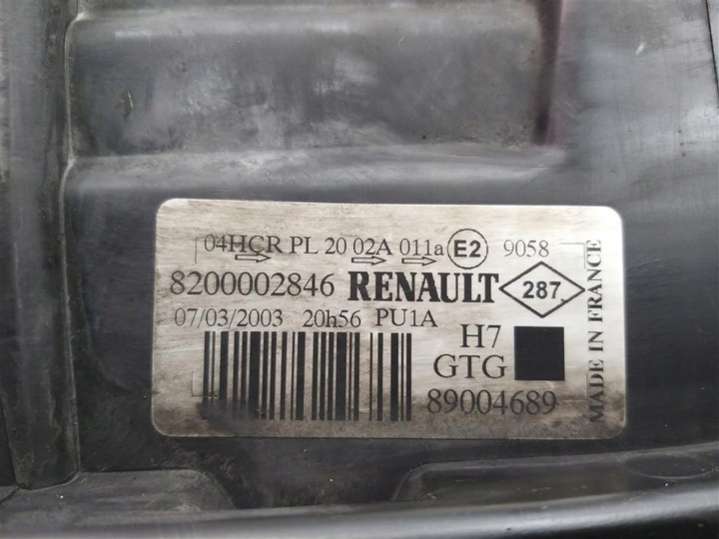 04HCR PL 20 02A 011a E2 9058
8200002846 RENAULT 287
07/03/2003 20h56 PU1A
H7
GTG
89004689
MADE IN FRANCE